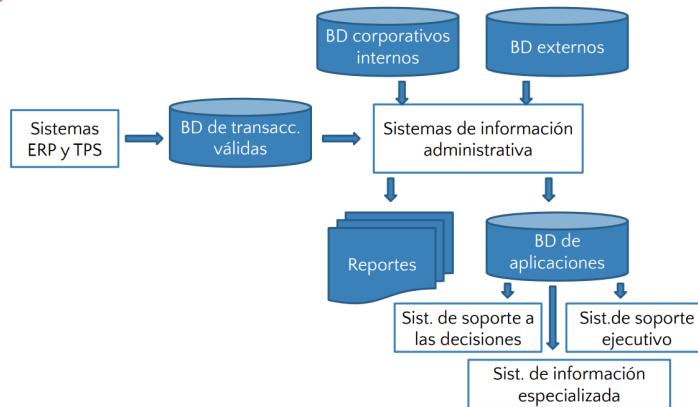 BD corporativos
internos
BD externos
Sistemas
ERP y TPS
BD de transacc.
válidas
Sistemas de información
administrativa
Reportes
BD de
aplicaciones
Sist. de soporte a
las decisiones
Sist.de soporte
ejecutivo
Sist. de información
especializada